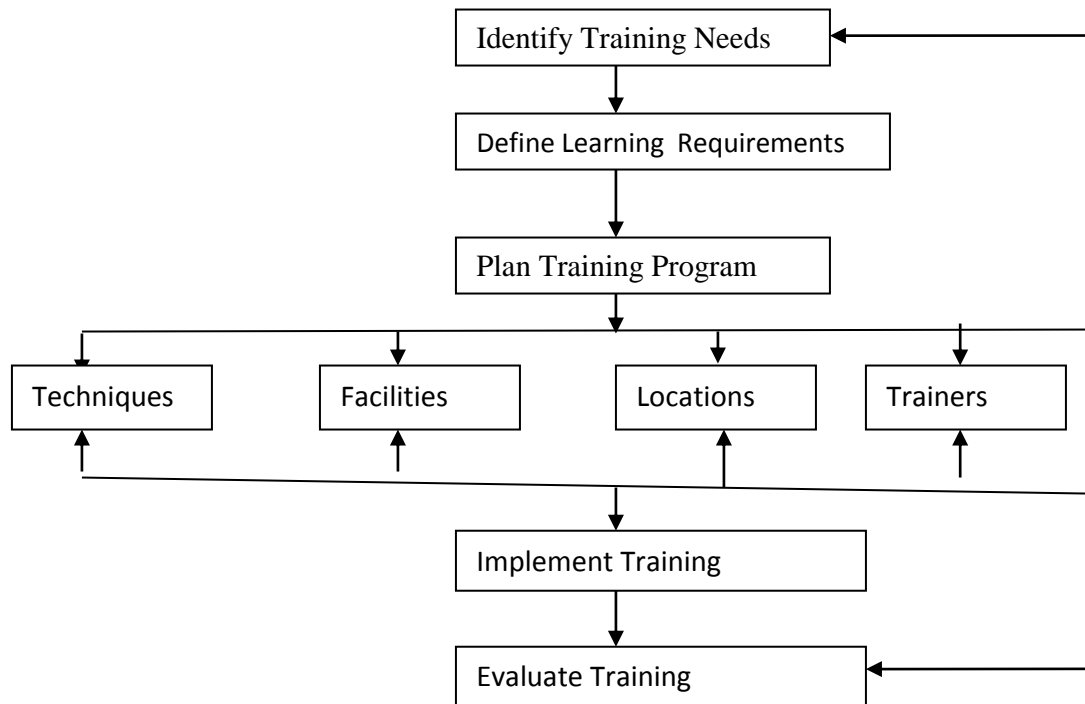 Identify Training Needs
Define Learning Requirements
Plan Training Program
Techniques
Facilities
Locations
Trainers
Implement Training
Evaluate Training